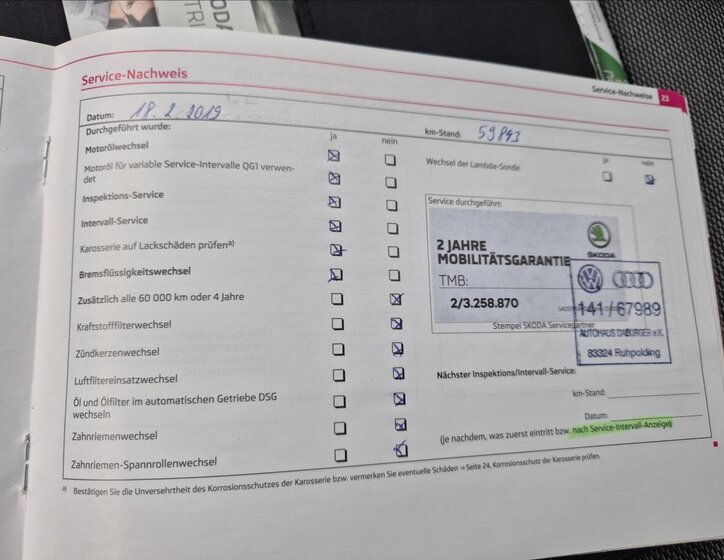 Service-Nachweis
Service-Nachweise 23
Datum: 18. 2. 2019
km-Stand: 59843
Durchgeführt wurde:
ja nein
Motorölwechsel
Motoröl für variable Service-Intervalle QG1 verwen-
det
Inspektions-Service
Intervall-Service
Karosserie auf Lackschäden prüfen a)
Bremsflüssigkeitswechsel
Zusätzlich alle 60 000 km oder 4 Jahre
Kraftstofffilterwechsel
Zündkerzenwechsel
Luftfiltereinsatzwechsel
Öl und Ölfilter im automatischen Getriebe DSG
wechseln
Zahnriemenwechsel
Zahnriemen-Spannrollenwechsel
ja nein
Wechsel der Lambda-Sonde
Service durchgeführt:
2 JAHRE
MOBILITÄTSGARANTIE
ŠKODA
TMB:
2/3.258.870
141/67989
AUTOHAUS DABURGER e.K.
83324 Ruhpolding
Stempel ŠKODA Servicepartner
Nächster Inspektions/Intervall-Service:
km-Stand:
Datum:
(je nachdem, was zuerst eintritt bzw. nach Service-Intervall-Anzeige)
a) Bestätigen Sie die Unversehrtheit des Korrosionsschutzes der Karosserie bzw. vermerken Sie eventuelle Schäden ⇒ Seite 24, Korrosionsschutz der Karosserie prüfen.